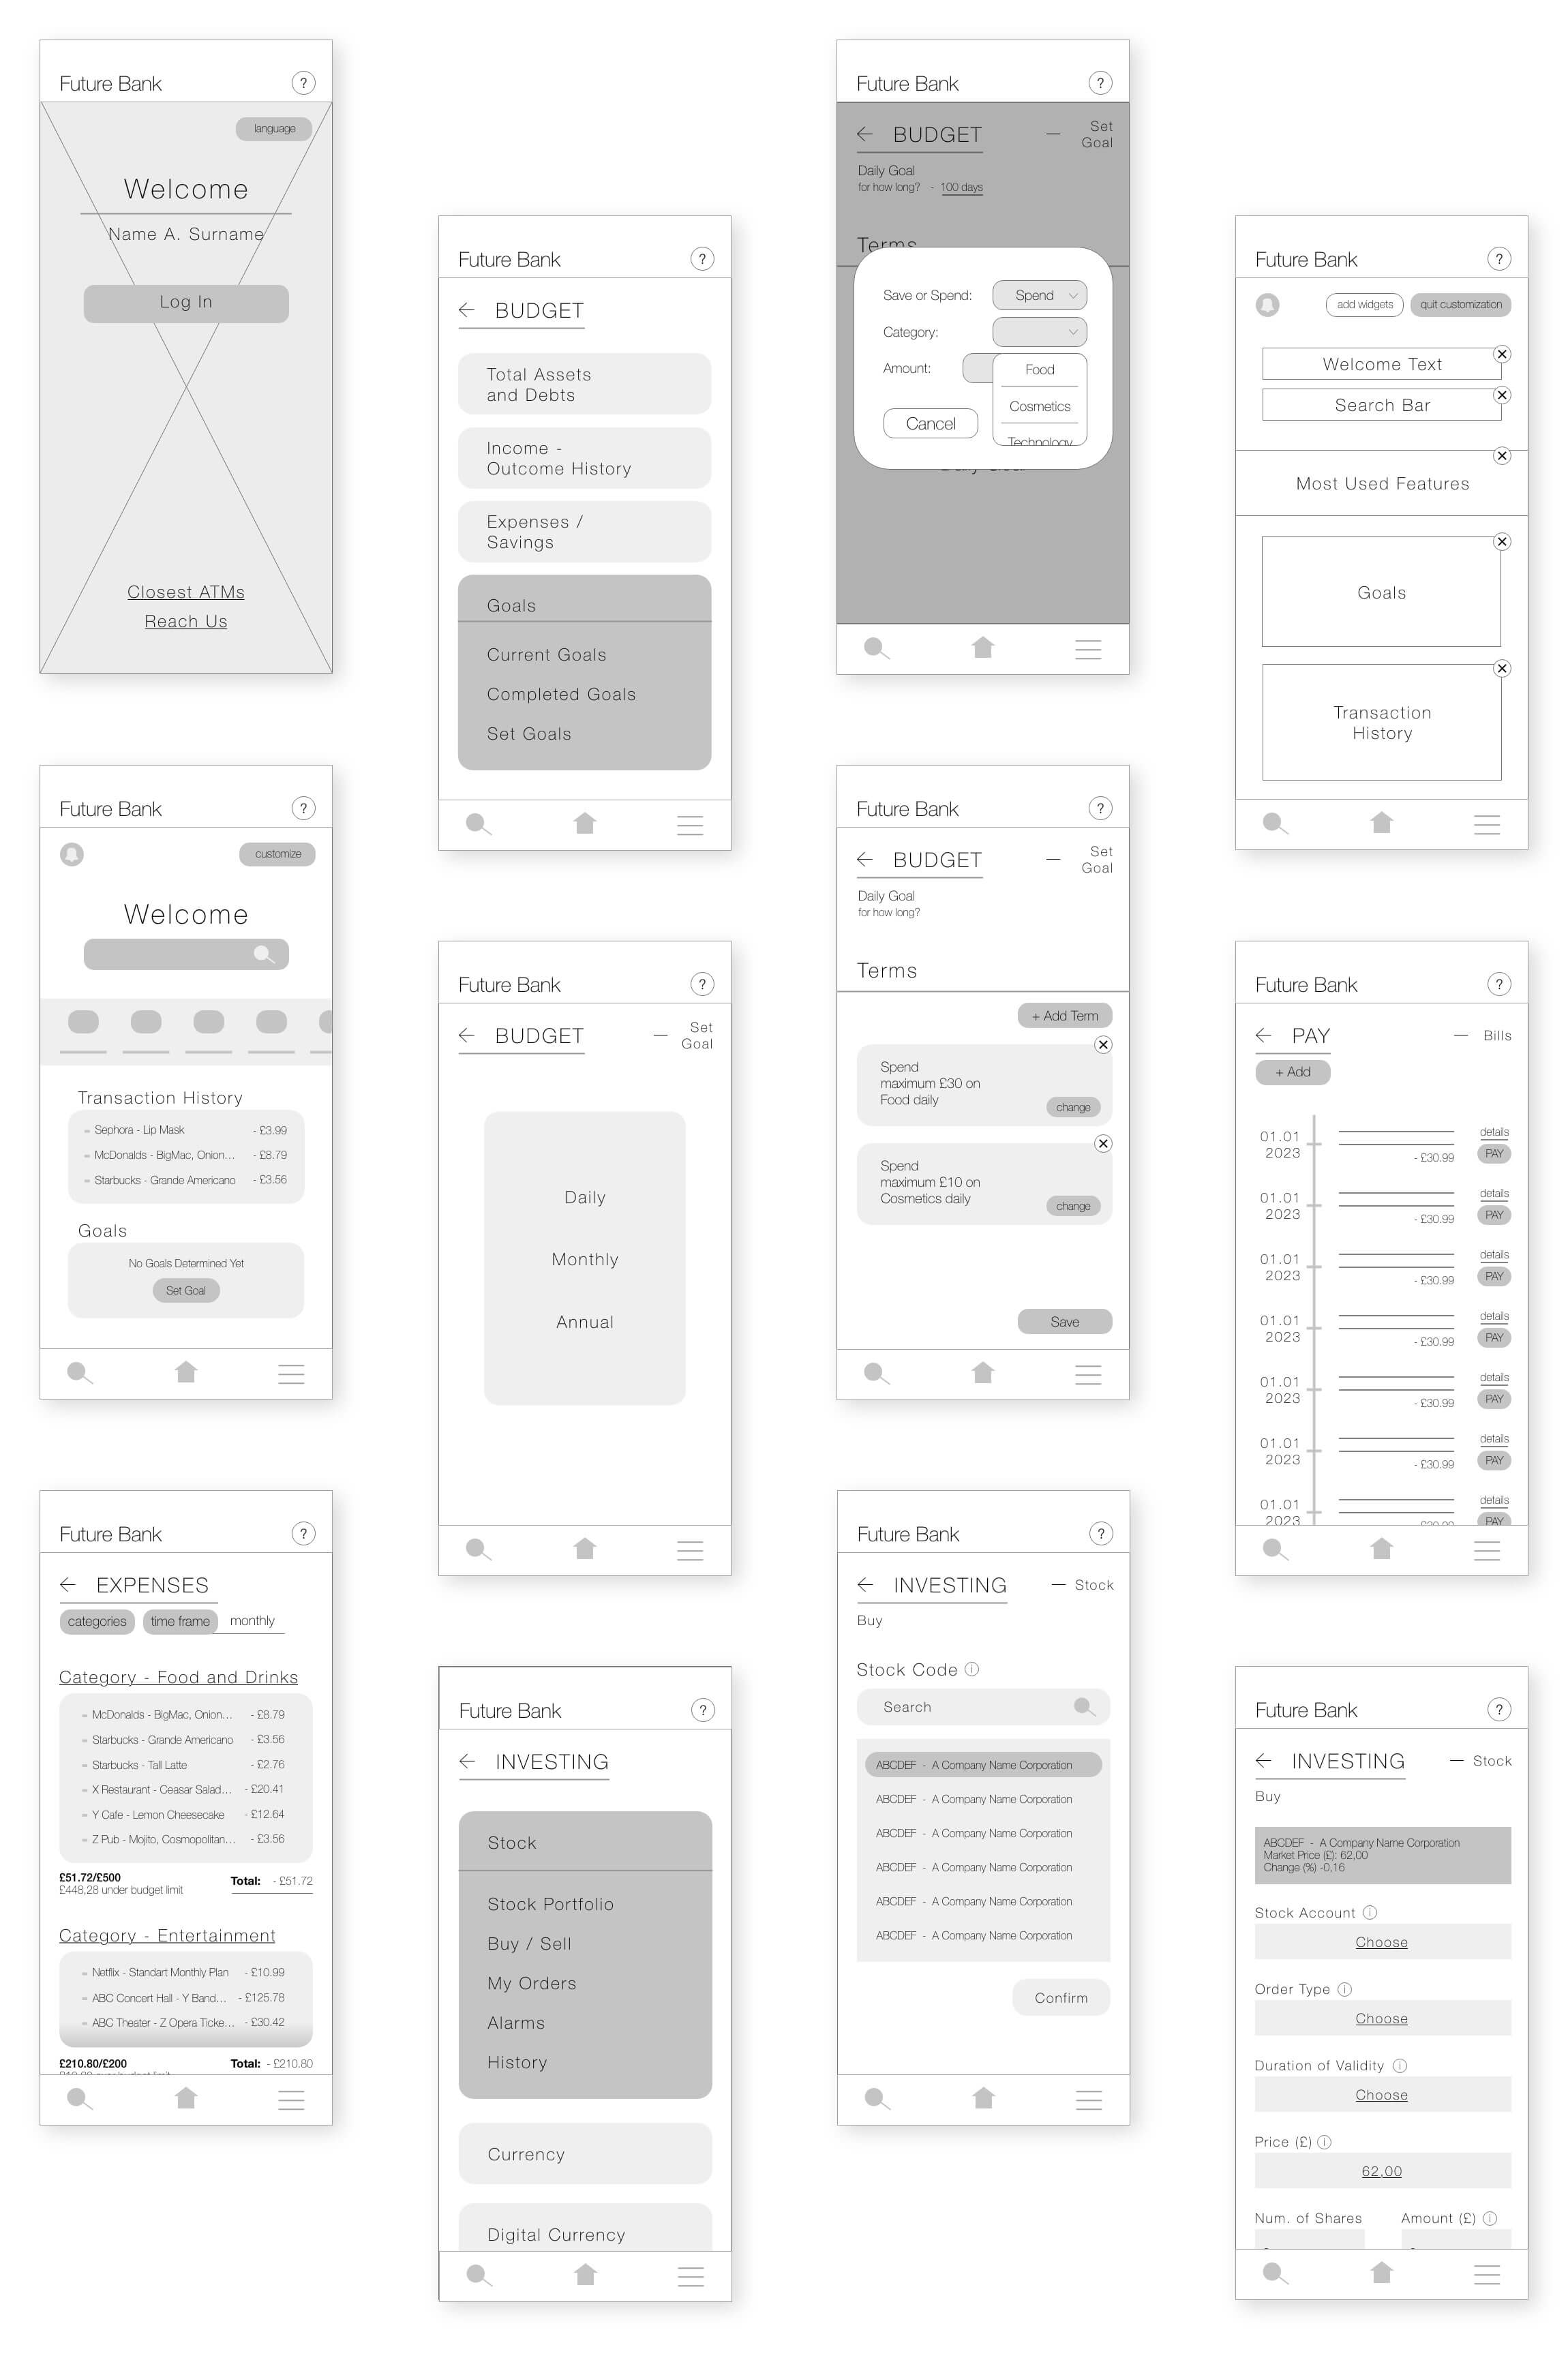 Future Bank
?
language
Welcome
Name A. Surname
Log In
Closest ATMs
Reach Us
Future Bank
?
customize
Welcome
Transaction History
Sephora - Lip Mask - £3.99
McDonalds - BigMac, Onion... - £8.79
Starbucks - Grande Americano - £3.56
Goals
No Goals Determined Yet
Set Goal
Future Bank
?
EXPENSES
categories time frame monthly
Category - Food and Drinks
McDonalds - BigMac, Onion... - £8.79
Starbucks - Grande Americano - £3.56
Starbucks - Tall Latte - £2.76
X Restaurant - Ceasar Salad... - £20.41
Y Cafe - Lemon Cheesecake - £12.64
Z Pub - Mojito, Cosmopolitan... - £3.56
£51.72/£500 Total: - £51.72
£448,28 under budget limit
Category - Entertainment
Netflix - Standart Monthly Plan - £10.99
ABC Concert Hall - Y Band... - £125.78
ABC Theater - Z Opera Ticke... - £30.42
£210.80/£200 Total: - £210.80
Future Bank
?
BUDGET
Total Assets
and Debts
Income -
Outcome History
Expenses /
Savings
Goals
Current Goals
Completed Goals
Set Goals
Future Bank
?
BUDGET Set
Goal
Daily
Monthly
Annual
Future Bank
?
INVESTING
Stock
Stock Portfolio
Buy / Sell
My Orders
Alarms
History
Currency
Digital Currency
Future Bank
?
BUDGET Set
Goal
Daily Goal
for how long? - 100 days
Terms
Save or Spend: Spend
Category:
Amount: Food
Cosmetics
Cancel
Technology
Daily Goal
Future Bank
?
BUDGET Set
Goal
Daily Goal
for how long?
Terms
+ Add Term
Spend
maximum £30 on
Food daily
change
Spend
maximum £10 on
Cosmetics daily
change
Save
Future Bank
?
INVESTING Stock
Buy
Stock Code i
Search
ABCDEF - A Company Name Corporation
ABCDEF - A Company Name Corporation
ABCDEF - A Company Name Corporation
ABCDEF - A Company Name Corporation
ABCDEF - A Company Name Corporation
ABCDEF - A Company Name Corporation
Confirm
Future Bank
?
add widgets quit customization
Welcome Text
Search Bar
Most Used Features
Goals
Transaction
History
Future Bank
?
PAY Bills
+ Add
01.01 details
2023 - £30.99 PAY
01.01 details
2023 - £30.99 PAY
01.01 details
2023 - £30.99 PAY
01.01 details
2023 - £30.99 PAY
01.01 details
2023 - £30.99 PAY
01.01 details
2023 - £30.99 PAY
01.01 details
2023 - £30.99 PAY
Future Bank
?
INVESTING Stock
Buy
ABCDEF - A Company Name Corporation
Market Price (£): 62,00
Change (%) -0,16
Stock Account i
Choose
Order Type i
Choose
Duration of Validity i
Choose
Price (£) i
62,00
Num. of Shares Amount (£) i